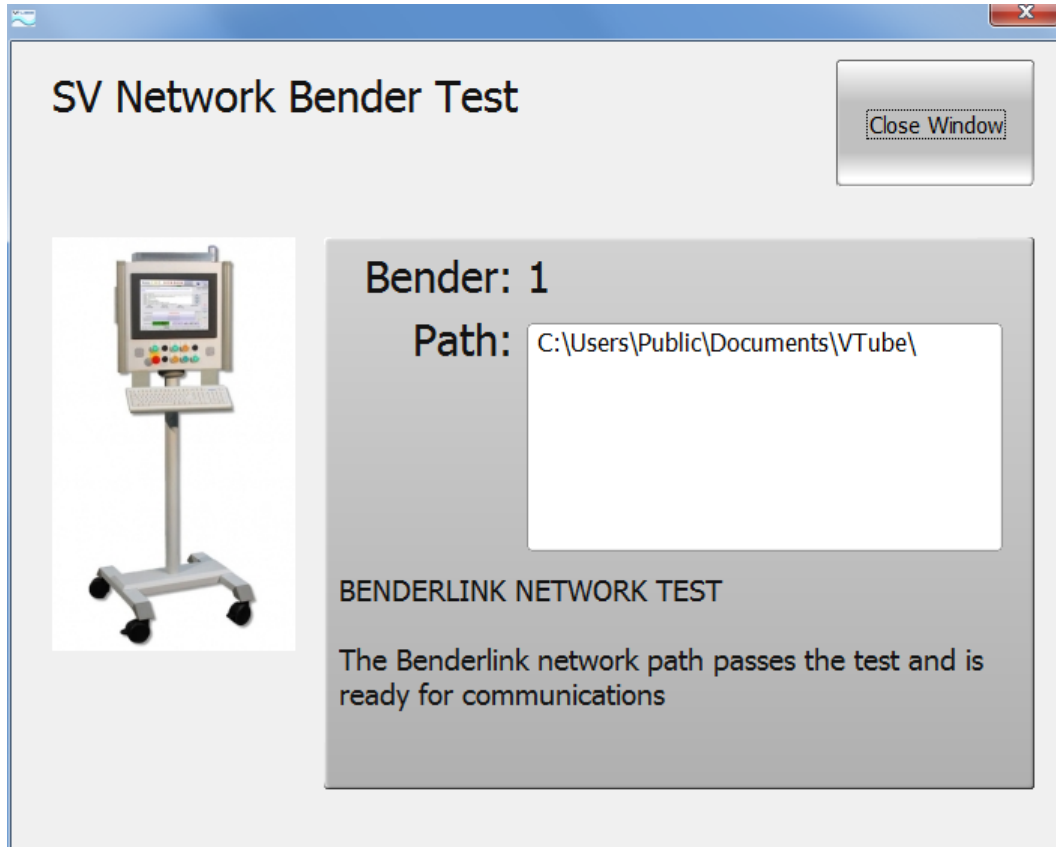 SV Network Bender Test
Close Window
Bender: 1
Path: C:\Users\Public\Documents\VTube\
BENDERLINK NETWORK TEST
The Benderlink network path passes the test and is
ready for communications